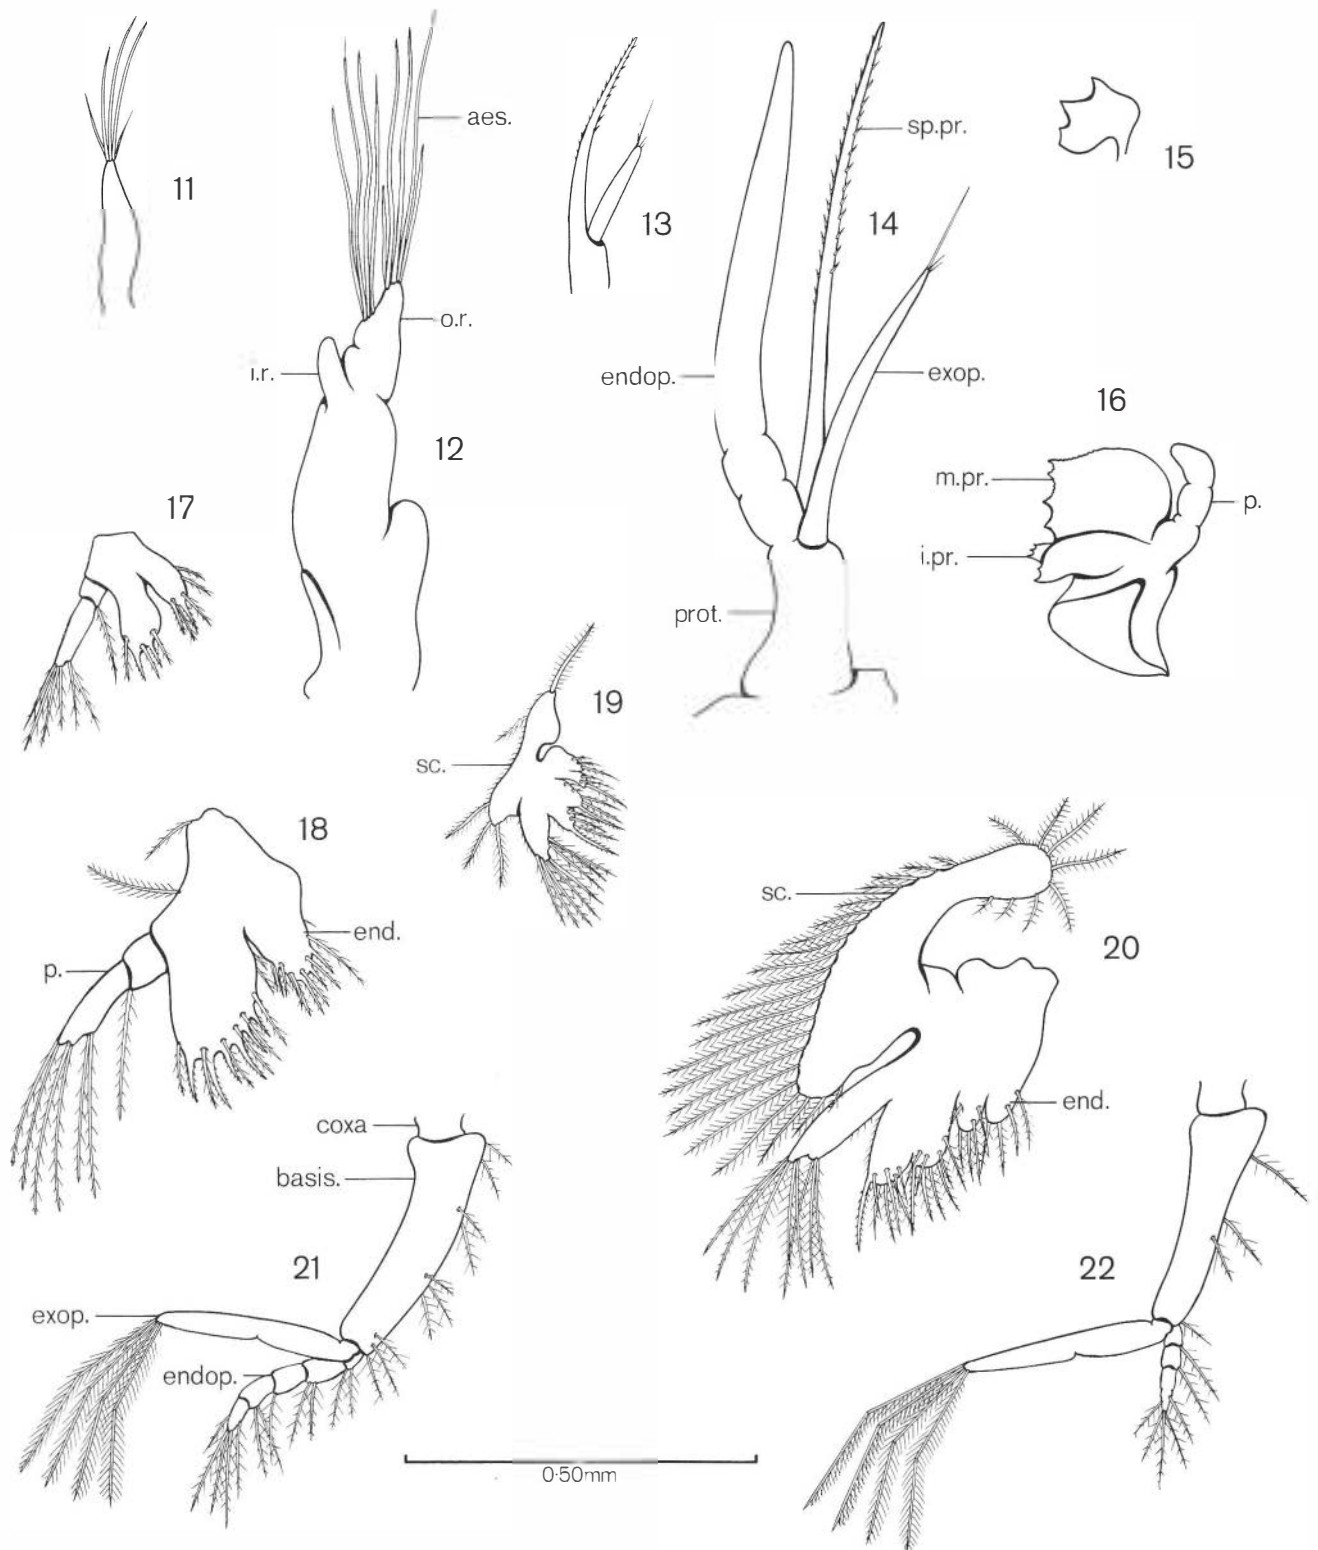 11
aes.
o.r.
i.r.
12
13
sp.pr.
14
endop.
exop.
prot.
15
16
m.pr.
p.
i.pr.
17
19
sc.
18
end.
p.
sc.
20
end.
coxa
basis.
21
exop.
endop.
22
0·50mm